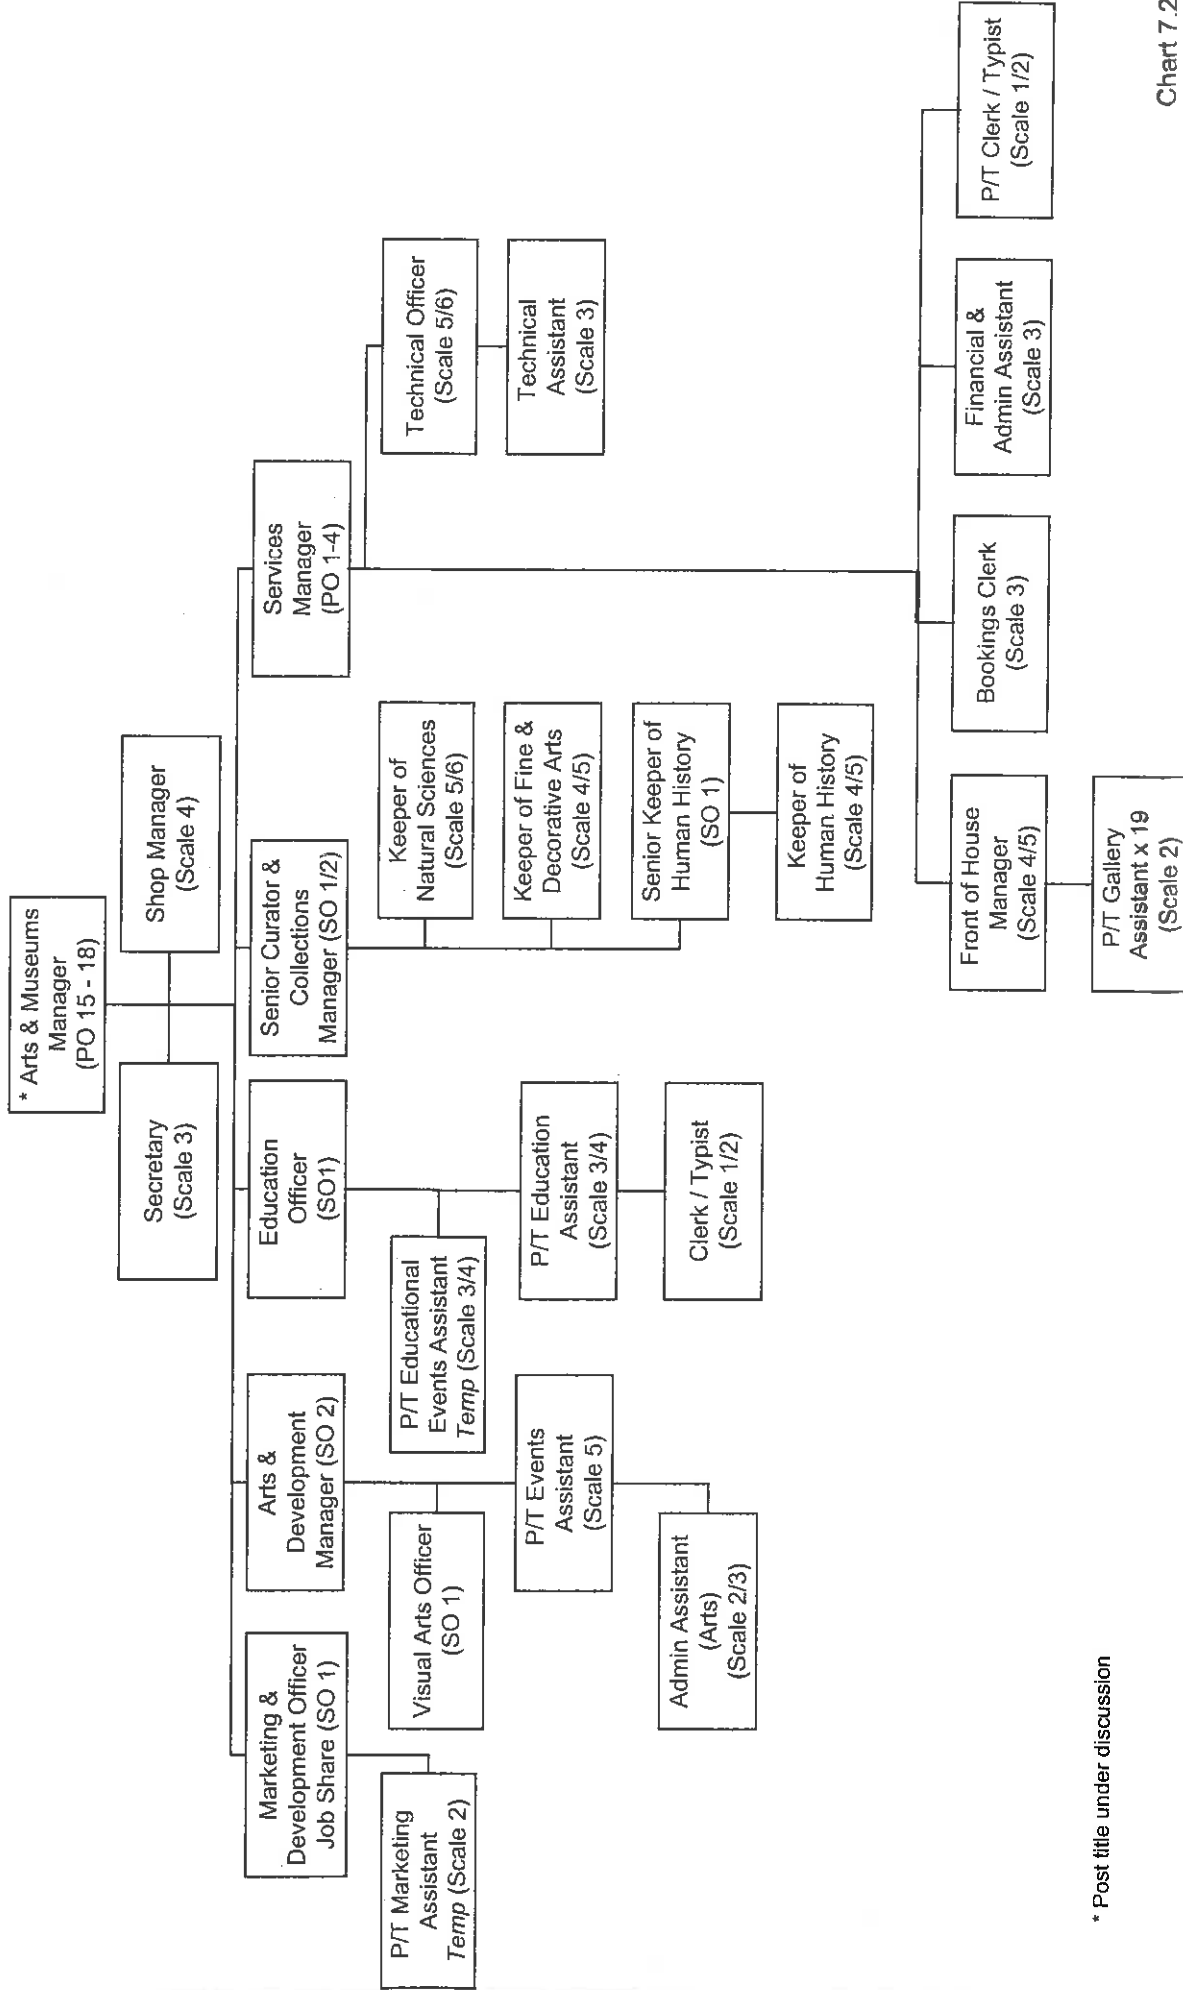 * Arts & Museums
Manager
(PO 15 - 18)
Secretary
(Scale 3)
Shop Manager
(Scale 4)
Marketing &
Development Officer
Job Share (SO 1)
Arts &
Development
Manager (SO 2)
Education
Officer
(SO1)
Senior Curator &
Collections
Manager (SO 1/2)
Services
Manager
(PO 1-4)
P/T Marketing
Assistant
Temp (Scale 2)
Visual Arts Officer
(SO 1)
P/T Events
Assistant
(Scale 5)
Admin Assistant
(Arts)
(Scale 2/3)
P/T Educational
Events Assistant
Temp (Scale 3/4)
P/T Education
Assistant
(Scale 3/4)
Clerk / Typist
(Scale 1/2)
Keeper of
Natural Sciences
(Scale 5/6)
Keeper of Fine &
Decorative Arts
(Scale 4/5)
Senior Keeper of
Human History
(SO 1)
Keeper of
Human History
(Scale 4/5)
Technical Officer
(Scale 5/6)
Technical
Assistant
(Scale 3)
Front of House
Manager
(Scale 4/5)
Bookings Clerk
(Scale 3)
Financial &
Admin Assistant
(Scale 3)
P/T Clerk / Typist
(Scale 1/2)
P/T Gallery
Assistant x 19
(Scale 2)
* Post title under discussion
Chart 7.2